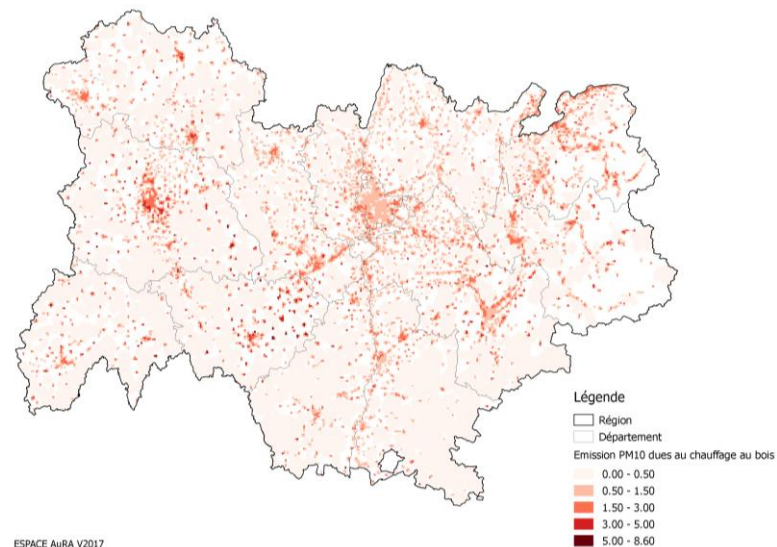 Légende
Région
Département
Emission PM10 dues au chauffage au bois
0.00 - 0.50
0.50 - 1.50
1.50 - 3.00
3.00 - 5.00
5.00 - 8.60
ESPACE AuRA V2017